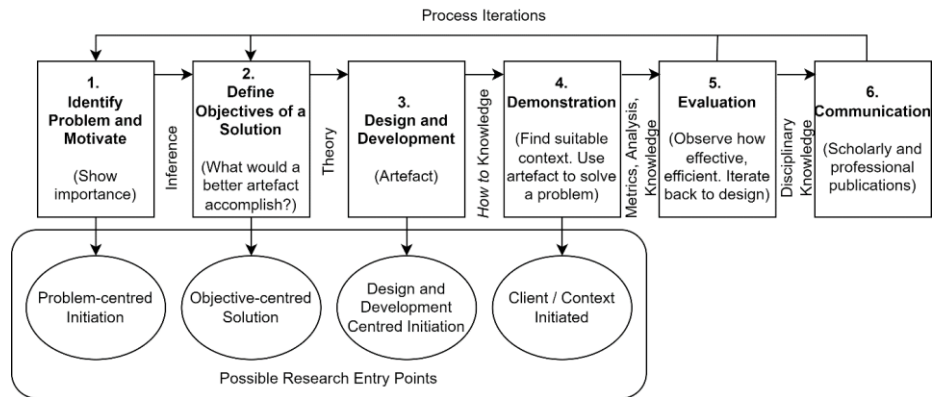 Process Iterations
1.
Identify
Problem and
Motivate
(Show
importance)
Inference
2.
Define
Objectives of a
Solution
(What would a
better artefact
accomplish?)
Theory
3.
Design and
Development
(Artefact)
How to Knowledge
4.
Demonstration
(Find suitable
context. Use
artefact to solve
a problem)
Metrics, Analysis,
Knowledge
5.
Evaluation
(Observe how
effective,
efficient. Iterate
back to design)
Disciplinary
Knowledge
6.
Communication
(Scholarly and
professional
publications)
Problem-centred
Initiation
Objective-centred
Solution
Design and
Development
Centred Initiation
Client / Context
Initiated
Possible Research Entry Points